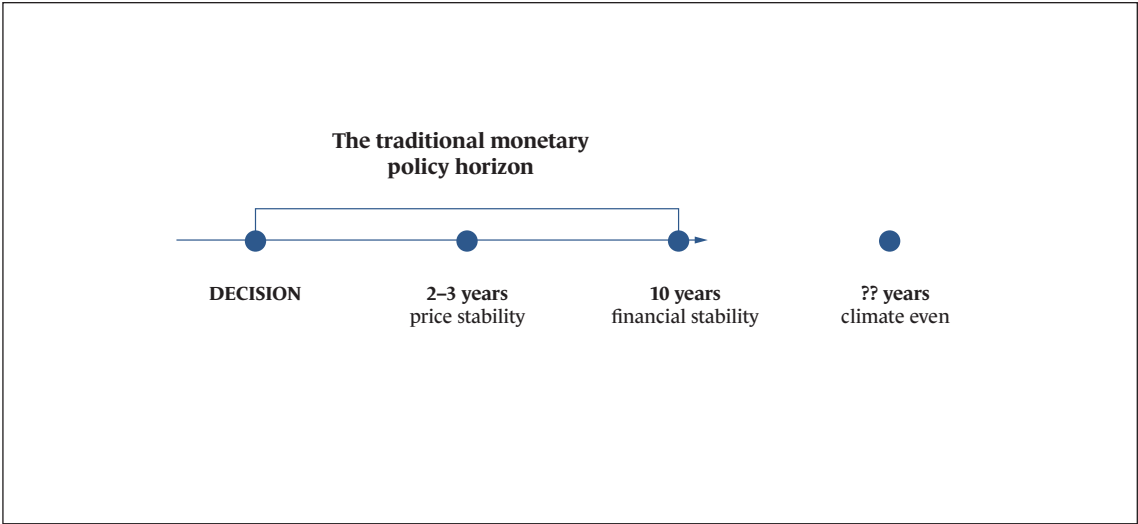 The traditional monetary
policy horizon
DECISION
2–3 years
price stability
10 years
financial stability
?? years
climate even